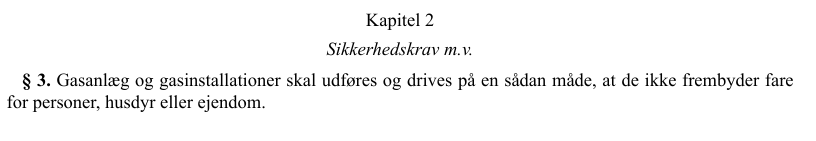 Kapitel 2
Sikkerhedskrav m.v.
§ 3. Gasanlæg og gasinstallationer skal udføres og drives på en sådan måde, at de ikke frembyder fare
for personer, husdyr eller ejendom.